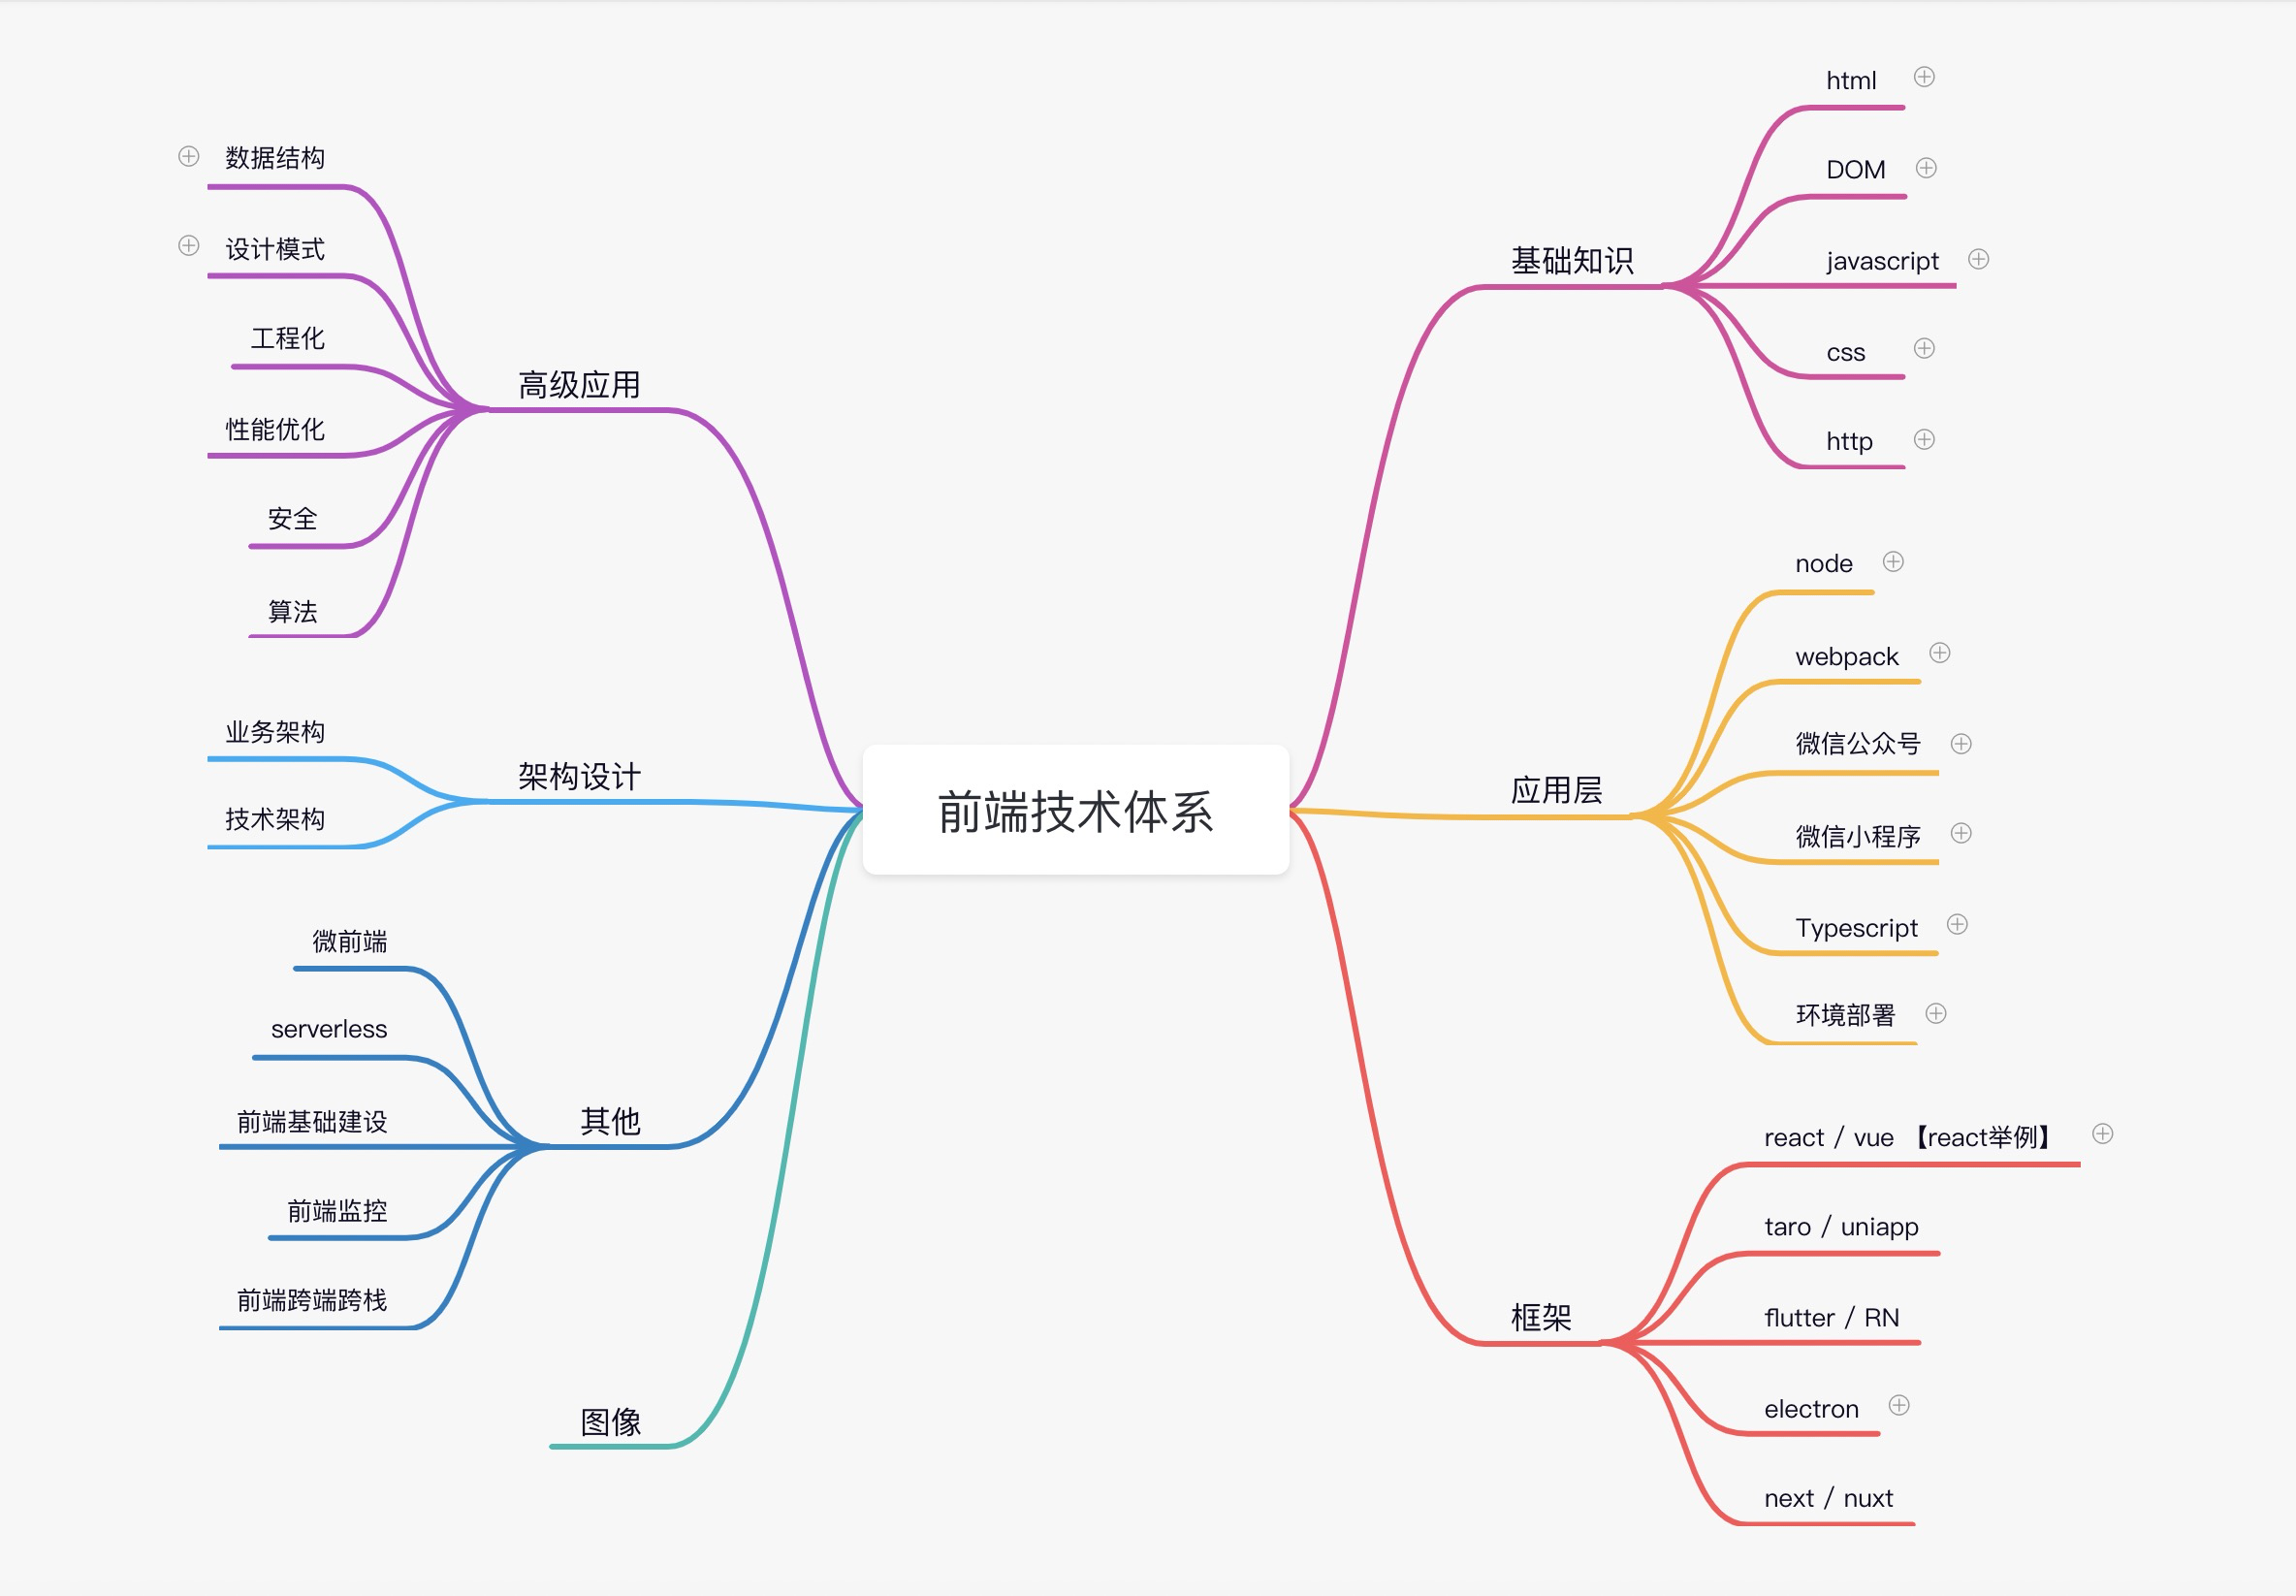 前端技术体系
基础知识
html
DOM
javascript
css
http
应用层
node
webpack
微信公众号
微信小程序
Typescript
环境部署
框架
react / vue 【react举例】
taro / uniapp
flutter / RN
electron
next / nuxt
高级应用
数据结构
设计模式
工程化
性能优化
安全
算法
架构设计
业务架构
技术架构
其他
微前端
serverless
前端基础建设
前端监控
前端跨端跨栈
图像